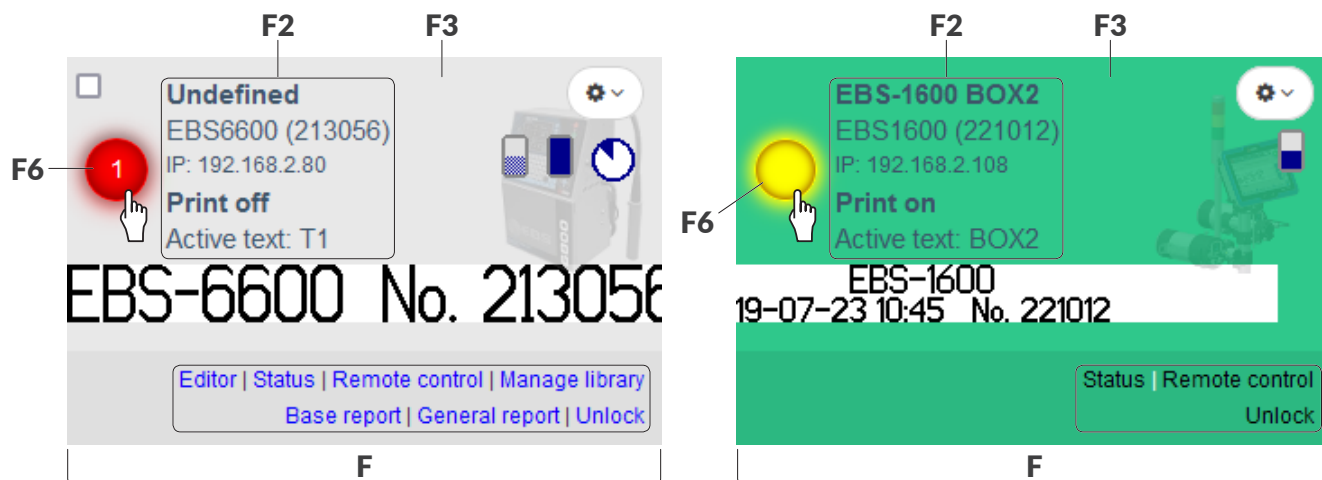 F2 F3 F2 F3
Undefined
EBS6600 (213056)
IP: 192.168.2.80
Print off
Active text: T1
F6
1
EBS-6600 No. 213056
Editor | Status | Remote control | Manage library
Base report | General report | Unlock
F
EBS-1600 BOX2
EBS1600 (221012)
IP: 192.168.2.108
Print on
Active text: BOX2
F6
EBS-1600
19-07-23 10:45 No. 221012
Status | Remote control
Unlock
F